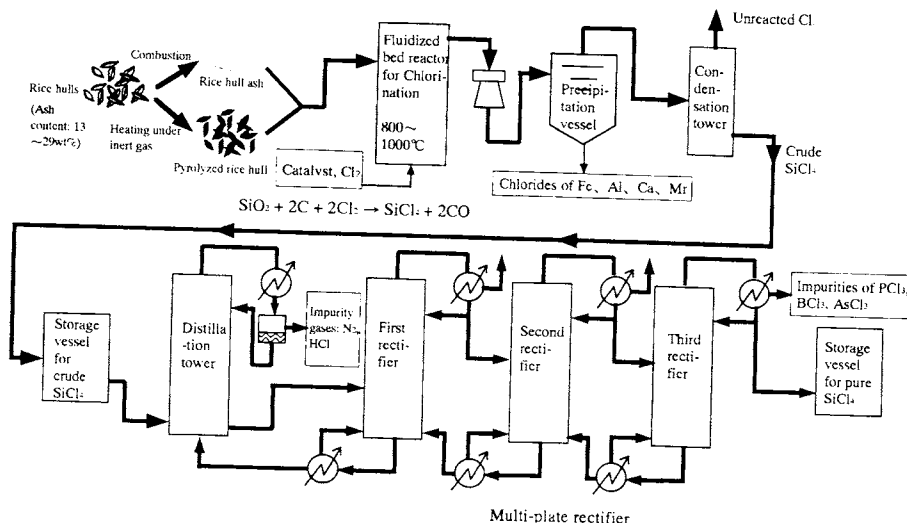 Rice hulls
(Ash
content: 13
~29wt%)
Combustion
Rice hull ash
Heating under
inert gas
Pyrolyzed rice hull
Fluidized
bed reactor
for Chlori-
nation
800~
1000℃
Catalyst, Cl₂
SiO₂ + 2C + 2Cl₂ → SiCl₄ + 2CO
Precipi-
tation
vessel
Chlorides of Fe、Al、Ca、Mr
Unreacted Cl
Con-
den-
sation
tower
Crude
SiCl₄
Storage
vessel
for
crude
SiCl₄
Distilla-
tion
tower
Impurity
gases: N₂,
HCl
First
recti-
fier
Second
recti-
fier
Third
recti-
fier
Impurities of PCl₃,
BCl₃, AsCl₃
Storage
vessel
for pure
SiCl₄
Multi-plate rectifier